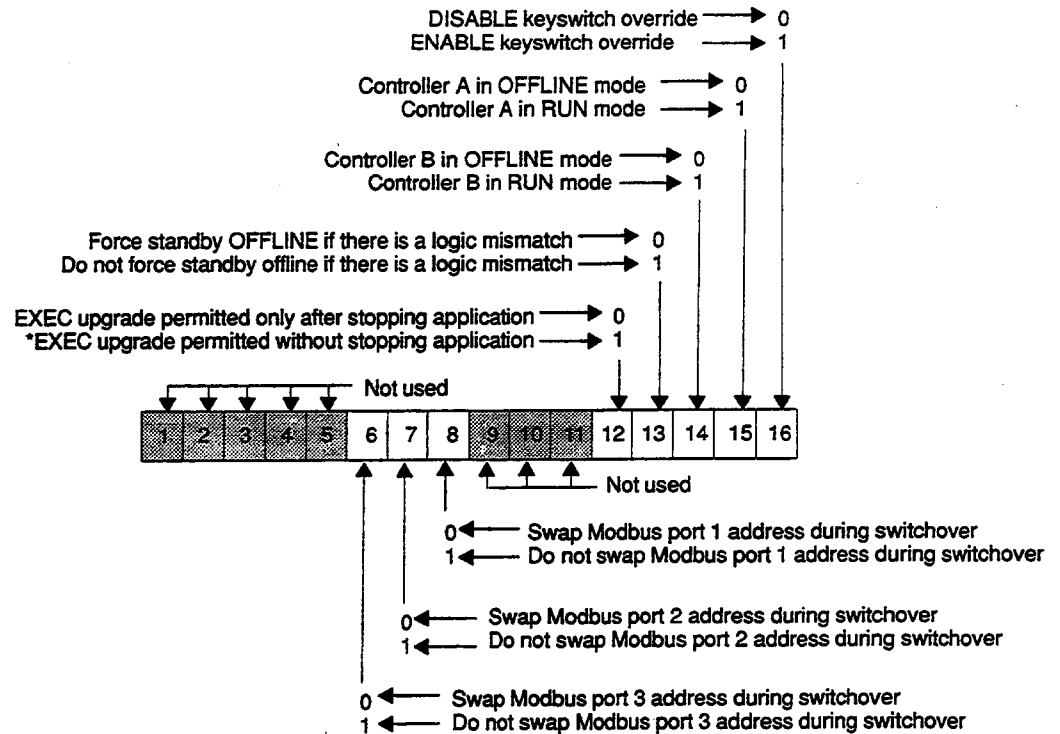 DISABLE keyswitch override 0
ENABLE keyswitch override 1
Controller A in OFFLINE mode 0
Controller A in RUN mode 1
Controller B in OFFLINE mode 0
Controller B in RUN mode 1
Force standby OFFLINE if there is a logic mismatch 0
Do not force standby offline if there is a logic mismatch 1
EXEC upgrade permitted only after stopping application 0
*EXEC upgrade permitted without stopping application 1
Not used
1 2 3 4 5 6 7 8 9 10 11 12 13 14 15 16
Not used
0 Swap Modbus port 1 address during switchover
1 Do not swap Modbus port 1 address during switchover
0 Swap Modbus port 2 address during switchover
1 Do not swap Modbus port 2 address during switchover
0 Swap Modbus port 3 address during switchover
1 Do not swap Modbus port 3 address during switchover